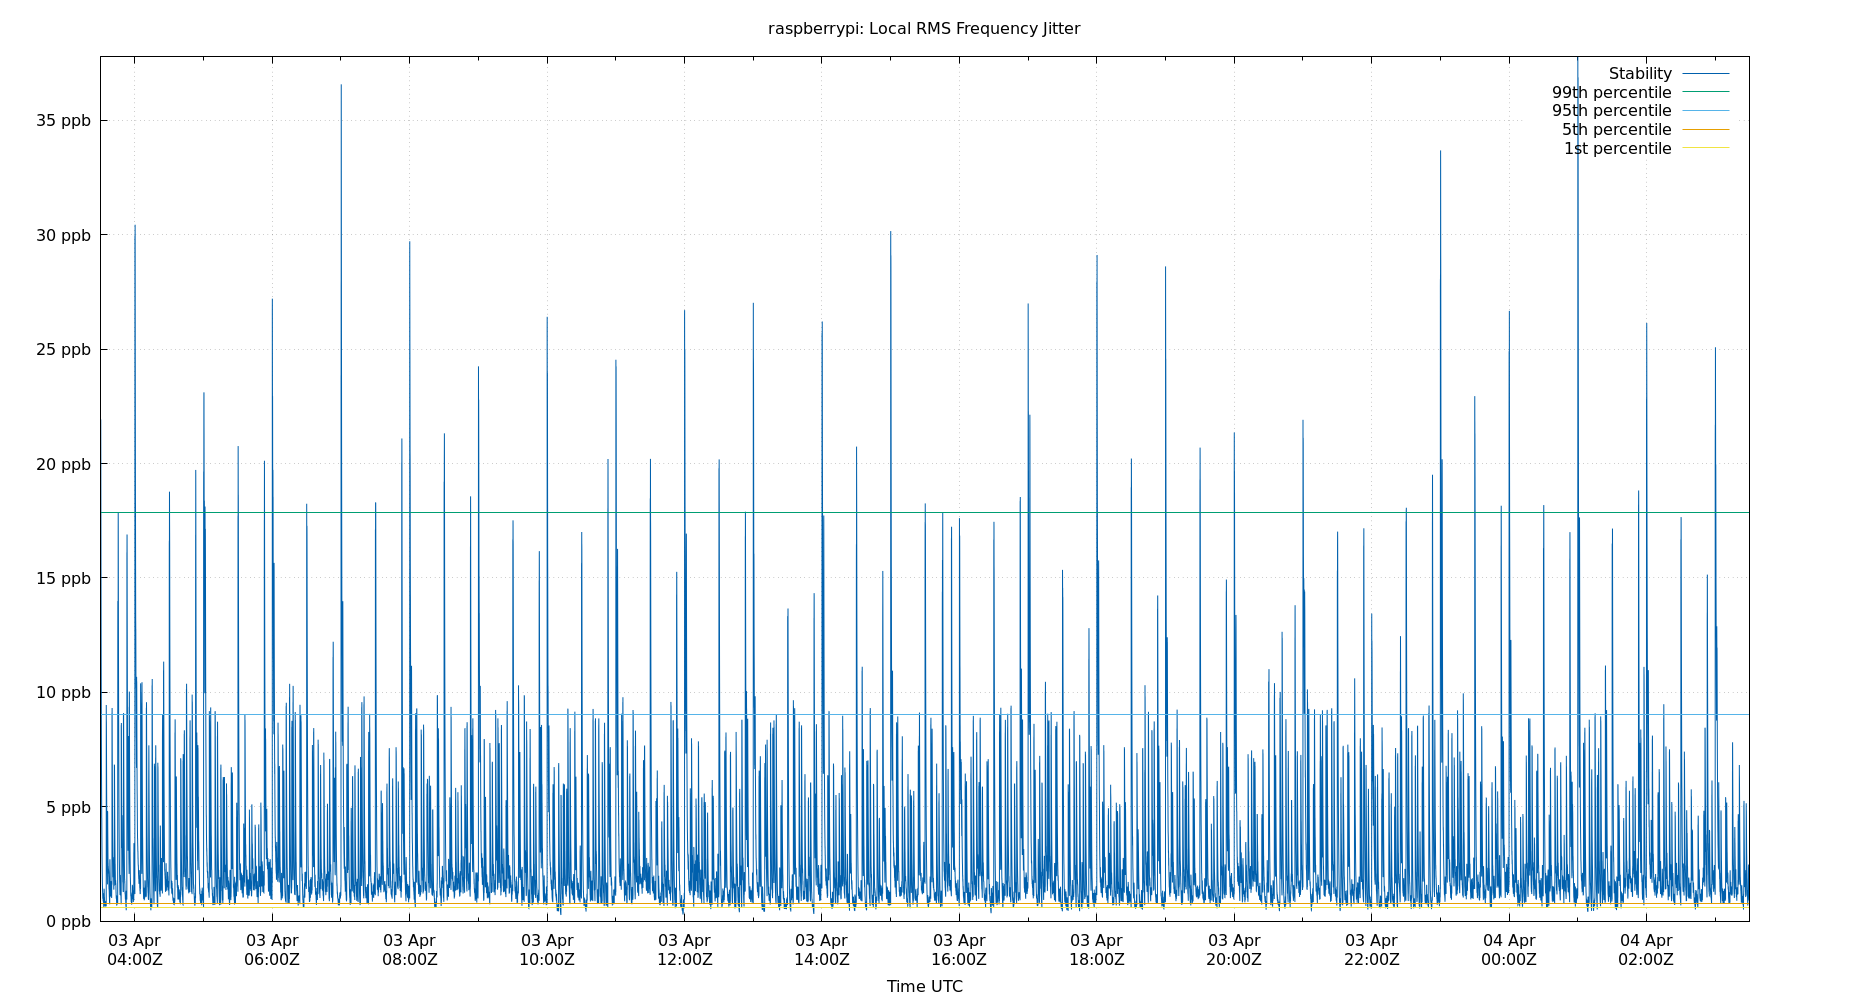 raspberrypi: Local RMS Frequency Jitter
Stability
99th percentile
95th percentile
5th percentile
1st percentile
35 ppb
30 ppb
25 ppb
20 ppb
15 ppb
10 ppb
5 ppb
0 ppb
03 Apr 03 Apr 03 Apr 03 Apr 03 Apr 03 Apr 03 Apr 03 Apr 03 Apr 03 Apr 04 Apr 04 Apr
04:00Z 06:00Z 08:00Z 10:00Z 12:00Z 14:00Z 16:00Z 18:00Z 20:00Z 22:00Z 00:00Z 02:00Z
Time UTC